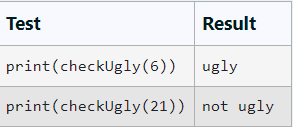 Test Result
print(checkUgly(6)) ugly
print(checkUgly(21)) not ugly